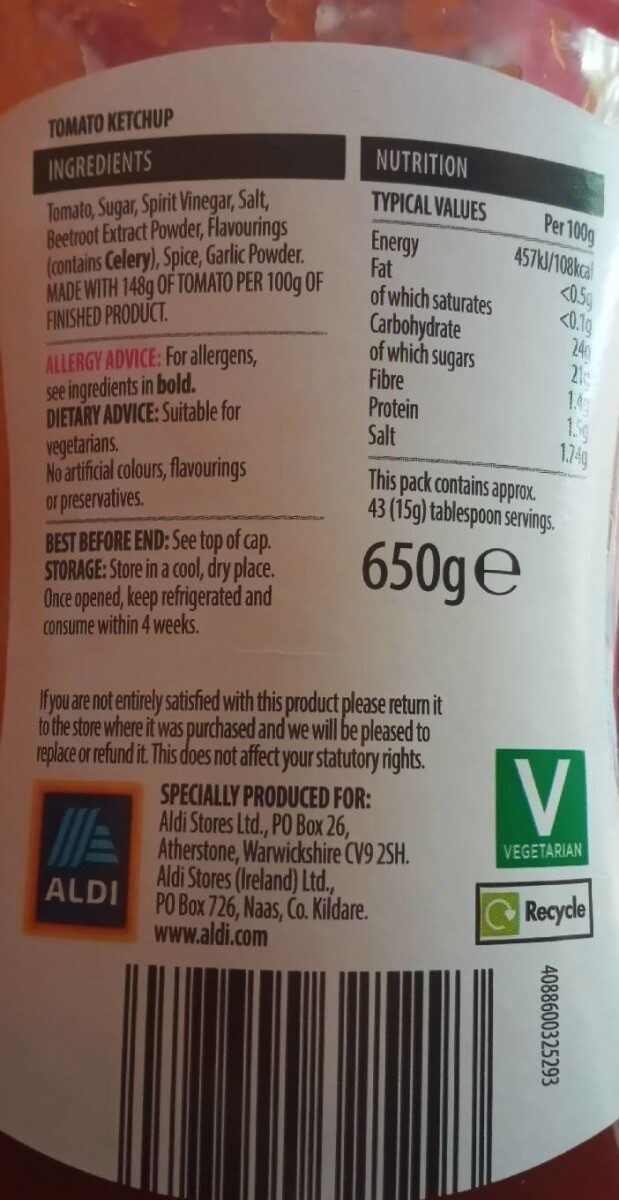 TOMATO KETCHUP
INGREDIENTS
Tomato, Sugar, Spirit Vinegar, Salt,
Beetroot Extract Powder, Flavourings
(contains Celery), Spice, Garlic Powder.
MADE WITH 148g OF TOMATO PER 100g OF
FINISHED PRODUCT.
ALLERGY ADVICE: For allergens,
see ingredients in bold.
DIETARY ADVICE: Suitable for
vegetarians.
No artificial colours, flavourings
or preservatives.
BEST BEFORE END: See top of cap.
STORAGE: Store in a cool, dry place.
Once opened, keep refrigerated and
consume within 4 weeks.
NUTRITION
TYPICAL VALUES Per 100g
Energy 457kJ/108kcal
Fat <0.5g
of which saturates <0.1g
Carbohydrate 24g
of which sugars 21g
Fibre 1.4g
Protein 1.5g
Salt 1.74g
This pack contains approx.
43 (15g) tablespoon servings.
650g e
If you are not entirely satisfied with this product please return it
to the store where it was purchased and we will be pleased to
replace or refund it. This does not affect your statutory rights.
ALDI
SPECIALLY PRODUCED FOR:
Aldi Stores Ltd., PO Box 26,
Atherstone, Warwickshire CV9 2SH.
Aldi Stores (Ireland) Ltd.,
PO Box 726, Naas, Co. Kildare.
www.aldi.com
V
VEGETARIAN
Recycle
4088600325293